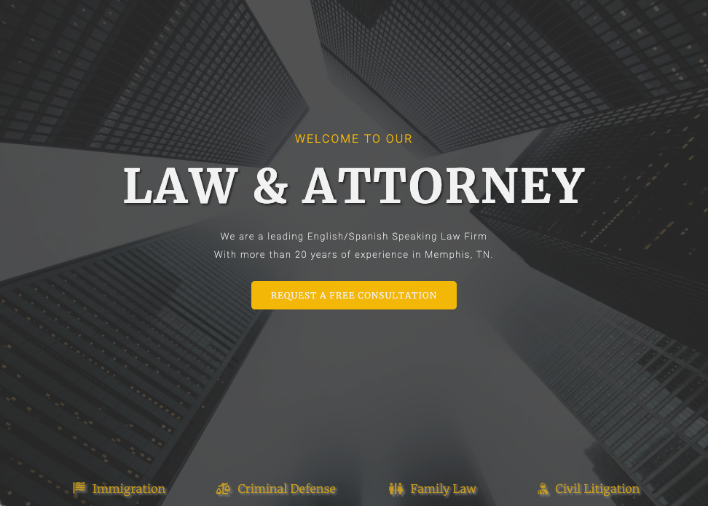 WELCOME TO OUR
LAW & ATTORNEY
We are a leading English/Spanish Speaking Law Firm
With more than 20 years of experience in Memphis, TN.
REQUEST A FREE CONSULTATION
Immigration Criminal Defense Family Law Civil Litigation